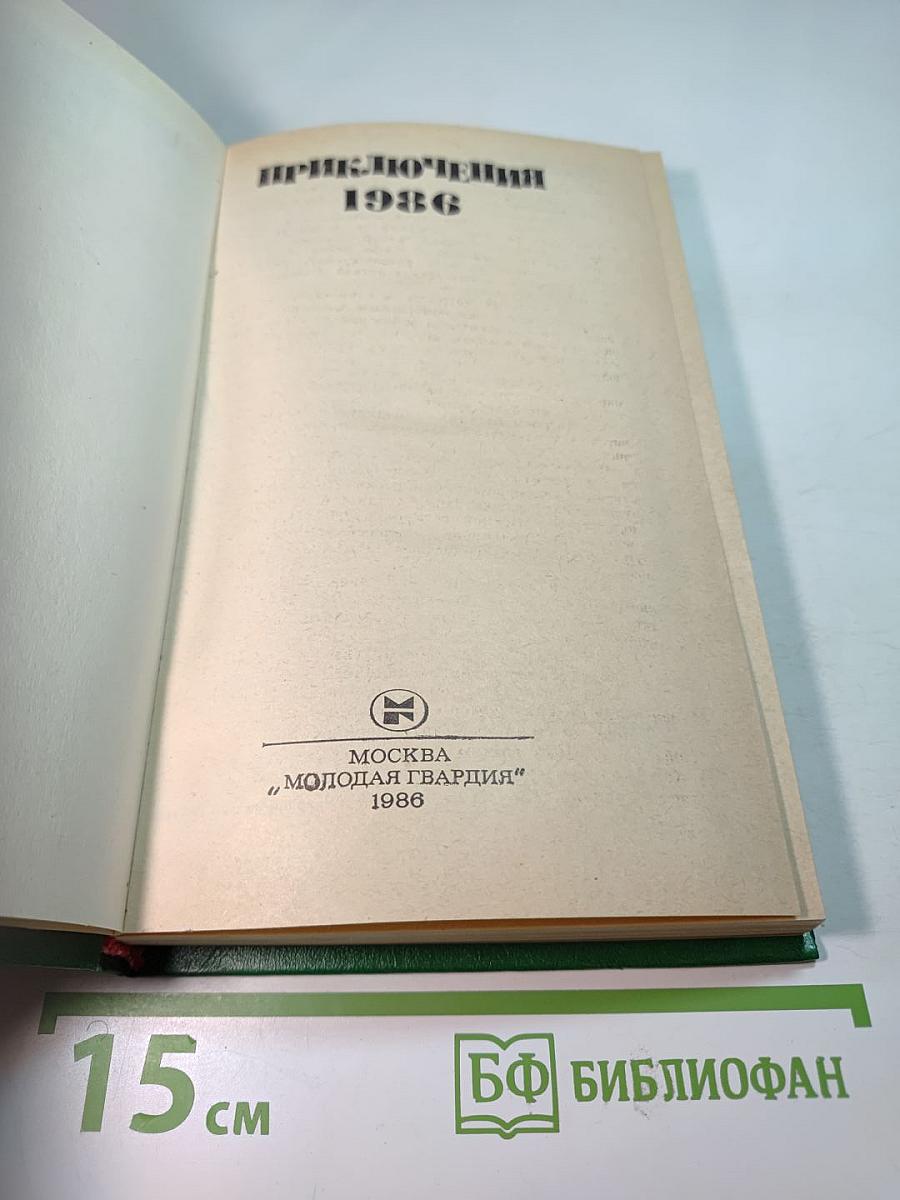 ПРИКЛЮЧЕНИЯ
1986
МОСКВА
„МОЛОДАЯ ГВАРДИЯ"
1986
15 см
БФ БИБЛИОФАН